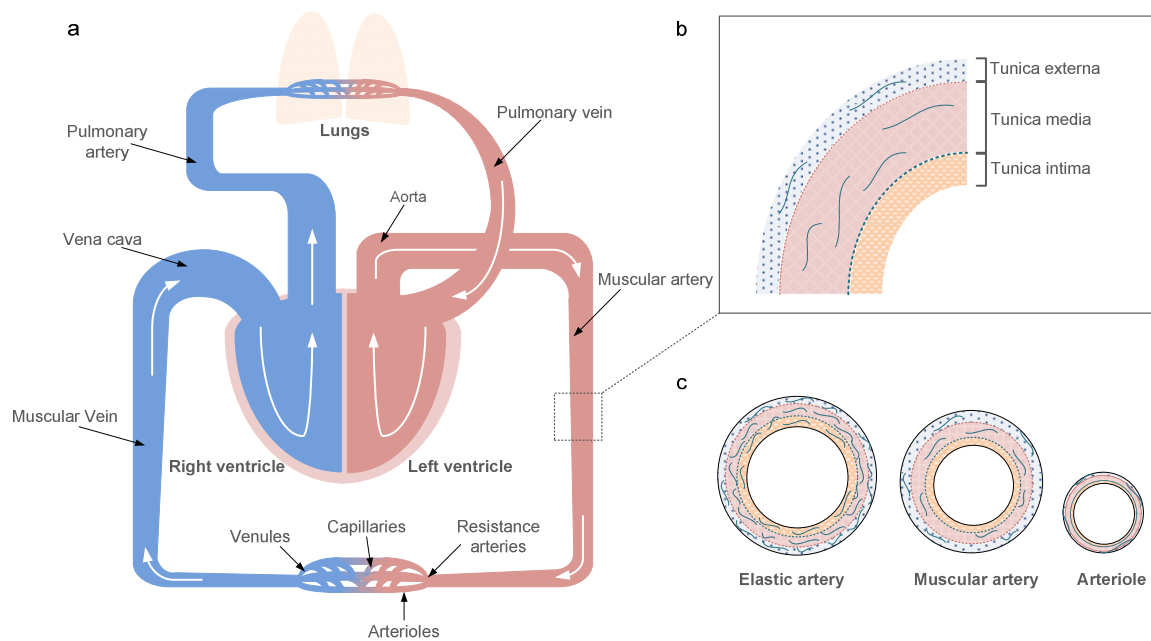 a
Lungs
Pulmonary
artery
Pulmonary vein
Aorta
Vena cava
Muscular artery
Muscular Vein
Right ventricle
Left ventricle
Venules
Capillaries
Resistance
arteries
Arterioles
b
Tunica externa
Tunica media
Tunica intima
c
Elastic artery
Muscular artery
Arteriole